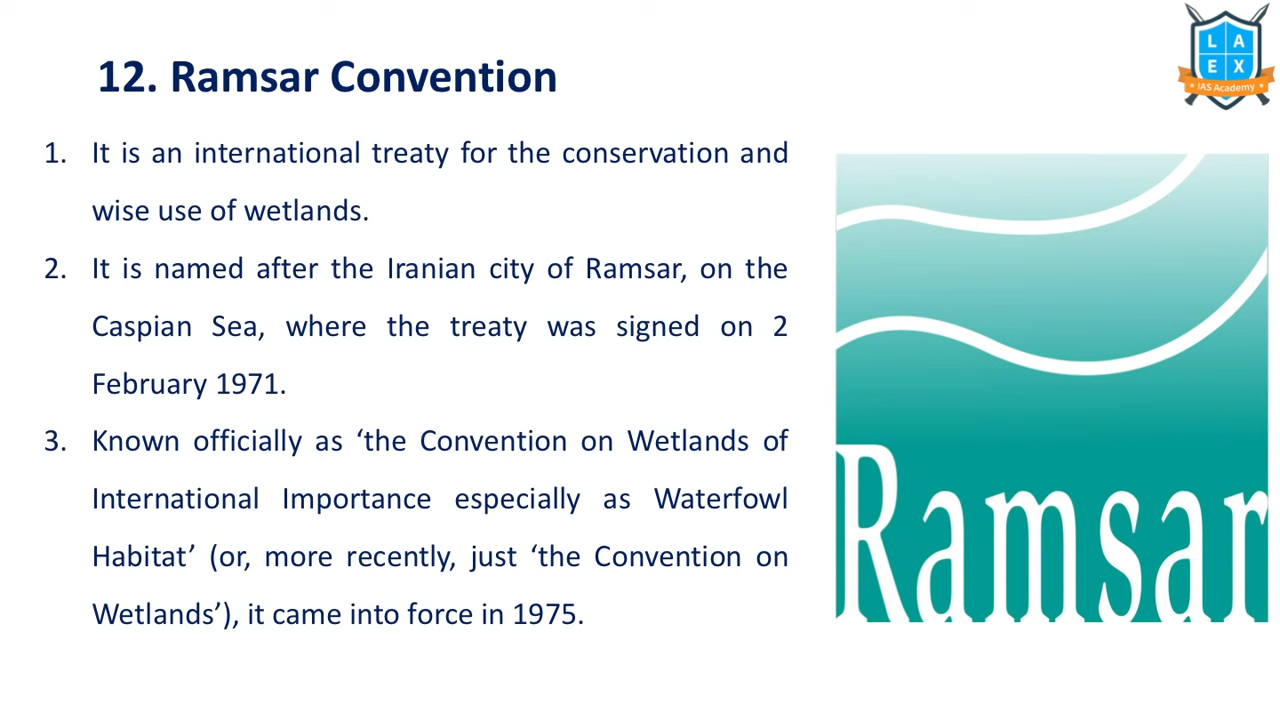 12. Ramsar Convention
L A
E X
IAS Academy
1. It is an international treaty for the conservation and
wise use of wetlands.
2. It is named after the Iranian city of Ramsar, on the
Caspian Sea, where the treaty was signed on 2
February 1971.
3. Known officially as ‘the Convention on Wetlands of
International Importance especially as Waterfowl
Habitat’ (or, more recently, just ‘the Convention on
Wetlands’), it came into force in 1975.
Ramsar